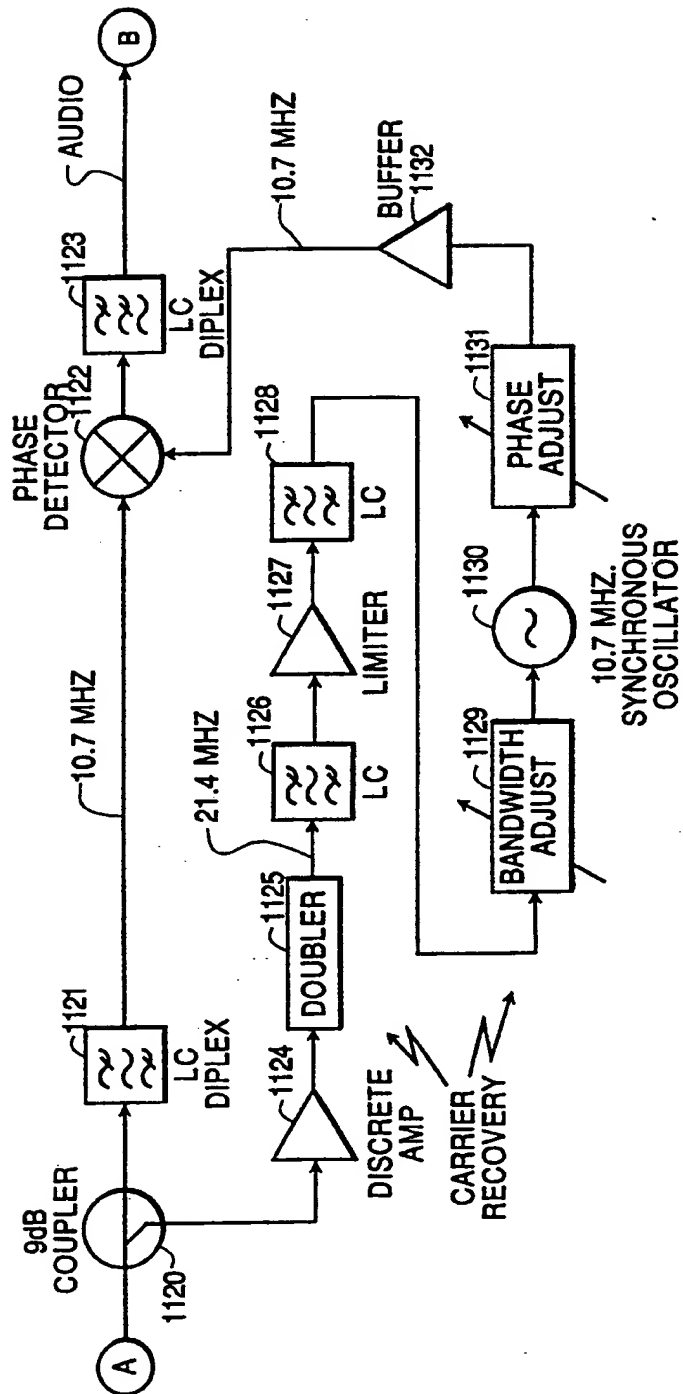 A
9dB
COUPLER
1120
1121
LC
DIPLEX
10.7 MHZ
PHASE
DETECTOR
1122
1123
LC
DIPLEX
AUDIO
B
1124
DISCRETE
AMP
1125
DOUBLER
21.4 MHZ
1126
LC
1127
LIMITER
1128
LC
10.7 MHZ
BUFFER
1132
CARRIER
RECOVERY
1129
BANDWIDTH
ADJUST
1130
10.7 MHZ.
SYNCHRONOUS
OSCILLATOR
1131
PHASE
ADJUST